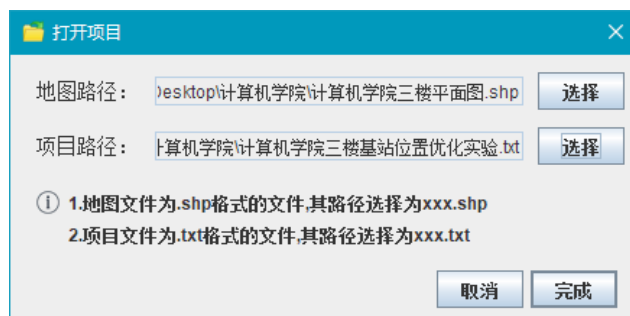 打开项目
地图路径： Desktop\计算机学院\计算机学院三楼平面图.shp 选择
项目路径： 计算机学院\计算机学院三楼基站位置优化实验.txt 选择
1.地图文件为.shp格式的文件,其路径选择为xxx.shp
2.项目文件为.txt格式的文件,其路径选择为xxx.txt
取消 完成